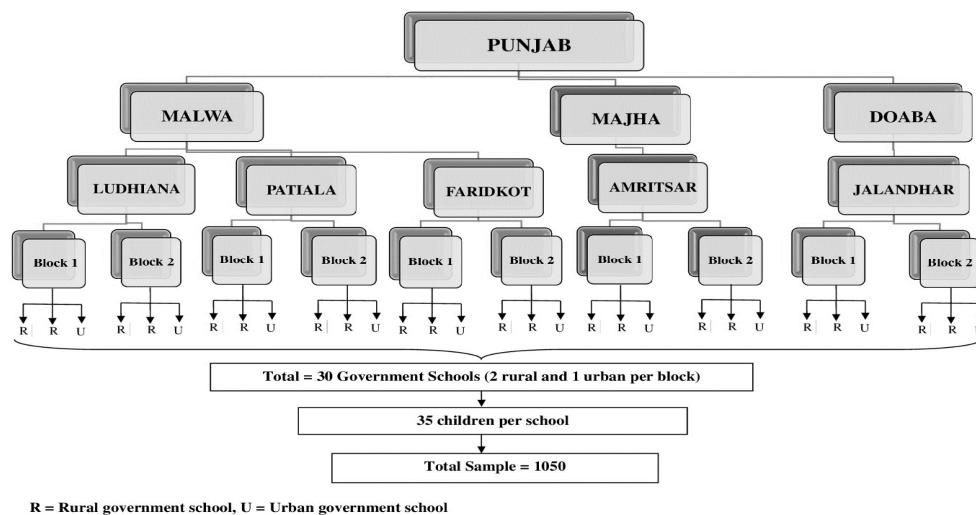 PUNJAB
MALWA MAJHA DOABA
LUDHIANA PATIALA FARIDKOT AMRITSAR JALANDHAR
Block 1 Block 2 Block 1 Block 2 Block 1 Block 2 Block 1 Block 2 Block 1 Block 2
R R U R R U R R U R R U R R U R R U R R U R R U R R U R R
Total = 30 Government Schools (2 rural and 1 urban per block)
35 children per school
Total Sample = 1050
R = Rural government school, U = Urban government school